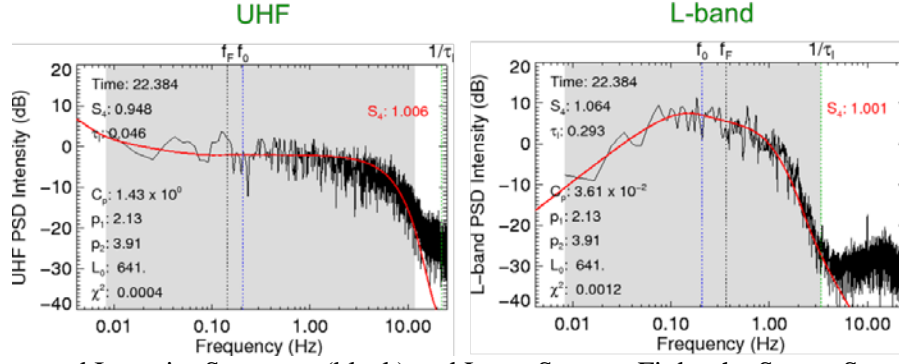 UHF
L-band
f_F f_0 1/τ_I
20
10
0
−10
−20
−30
−40
UHF PSD Intensity (dB)
Time: 22.384
S_4: 0.948
τ_I: 0.046
S_4: 1.006
C_p: 1.43 x 10^0
p_1: 2.13
p_2: 3.91
L_0: 641.
χ^2: 0.0004
0.01 0.10 1.00 10.00
Frequency (Hz)
f_0 f_F 1/τ_I
20
10
0
−10
−20
−30
−40
L−band PSD Intensity (dB)
Time: 22.384
S_4: 1.064
τ_I: 0.293
S_4: 1.001
C_p: 3.61 x 10^−2
p_1: 2.13
p_2: 3.91
L_0: 641.
χ^2: 0.0012
0.01 0.10 1.00 10.00
Frequency (Hz)